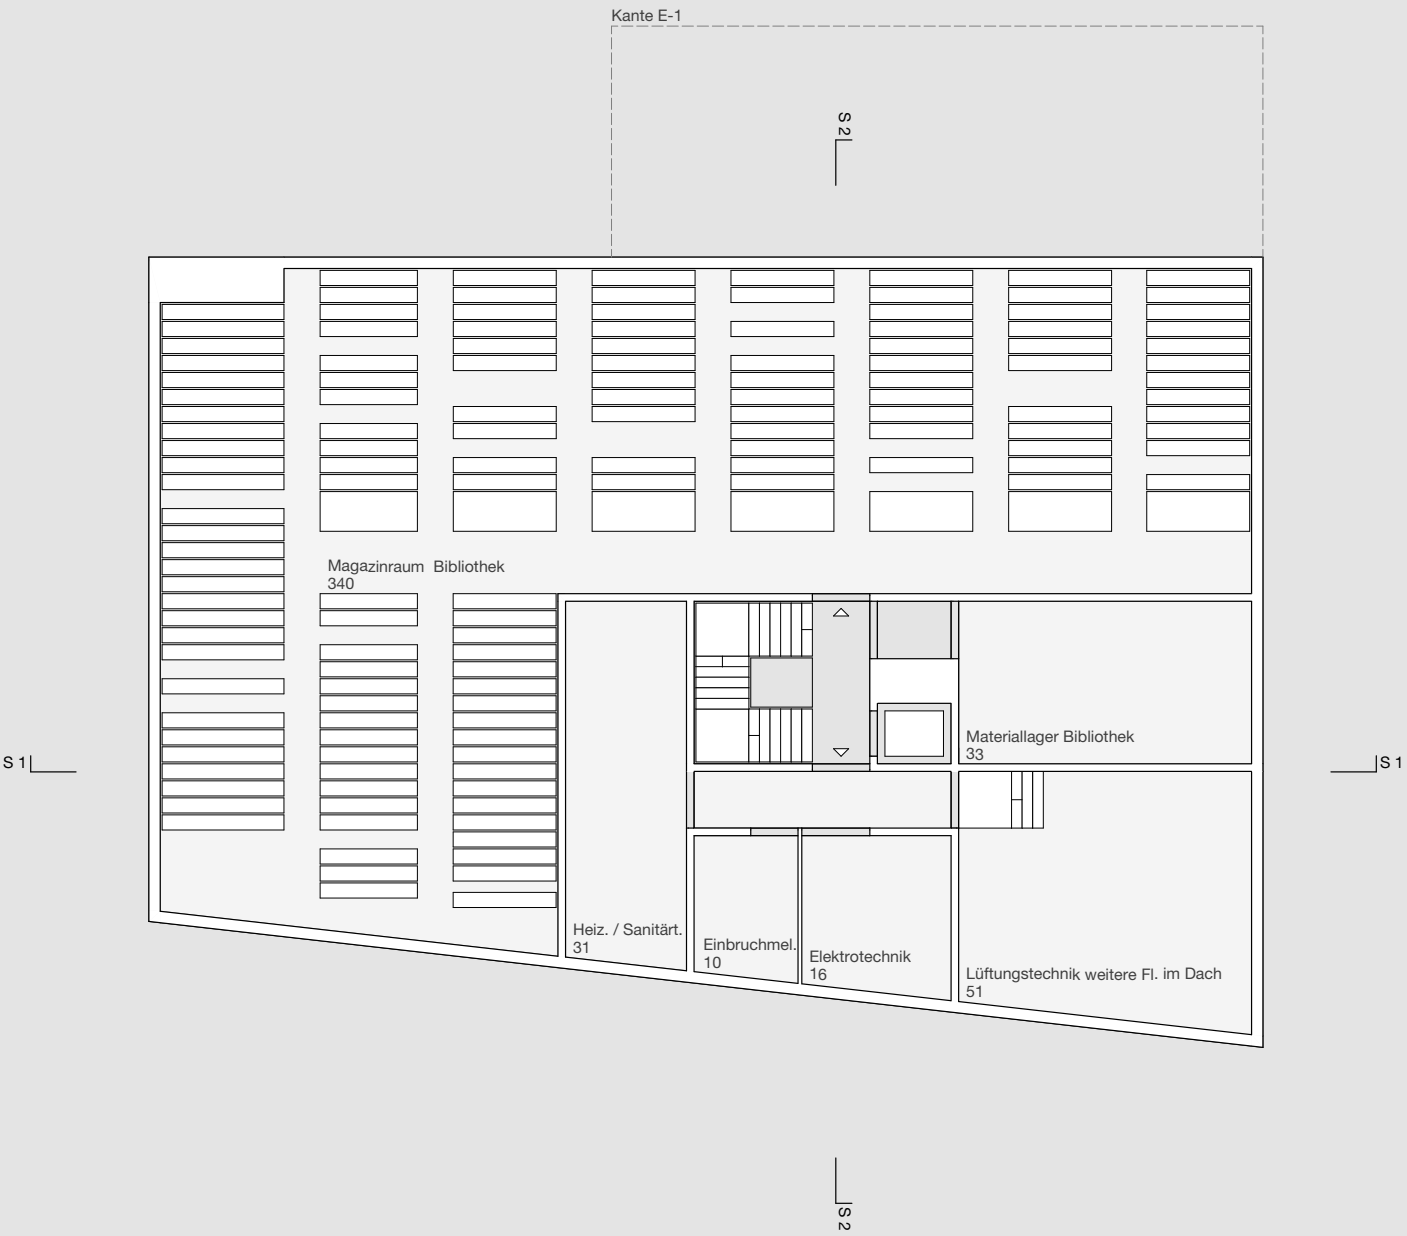 Kante E-1
S 2
Magazinraum Bibliothek
340
S 1
S 1
Materiallager Bibliothek
33
Heiz. / Sanitärt.
31
Einbruchmel.
10
Elektrotechnik
16
Lüftungstechnik weitere Fl. im Dach
51
S 2